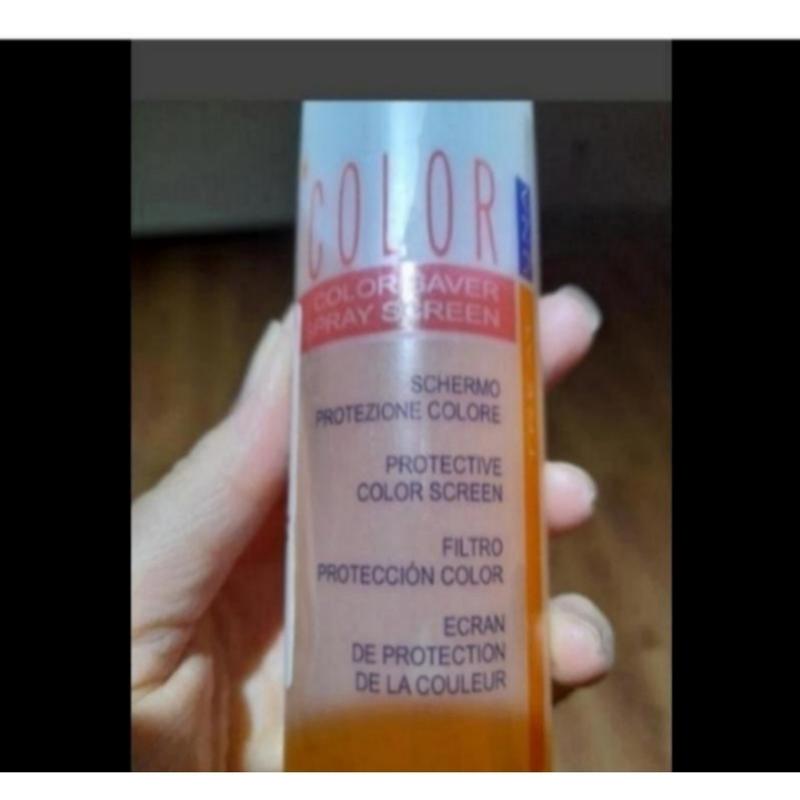 COLOR
COLOR SAVER
SPRAY SCREEN
SCHERMO
PROTEZIONE COLORE
PROTECTIVE
COLOR SCREEN
FILTRO
PROTECCIÓN COLOR
ECRAN
DE PROTECTION
DE LA COULEUR